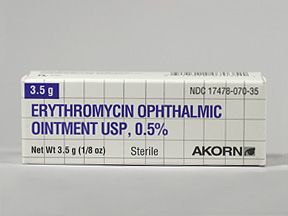 3.5 g
NDC 17478-070-35
ERYTHROMYCIN OPHTHALMIC
OINTMENT USP, 0.5%
Net Wt 3.5 g (1/8 oz) Sterile AKORN